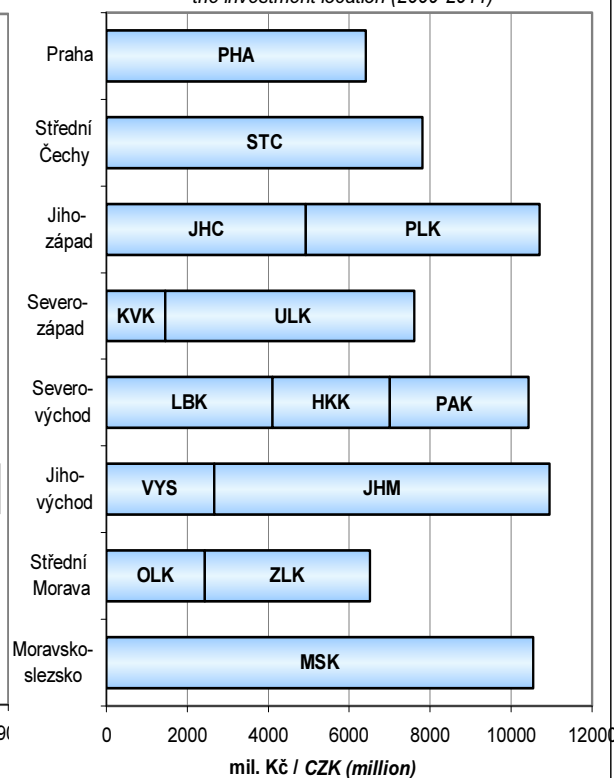 the investment location (2000-2011)
Praha
PHA
Střední
Čechy
STC
Jiho-
západ
JHC PLK
Severo-
západ
KVK ULK
Severo-
východ
LBK HKK PAK
Jiho-
východ
VYS JHM
Střední
Morava
OLK ZLK
Moravsko-
slezsko
MSK
0 2000 4000 6000 8000 10000 12000
mil. Kč / CZK (million)